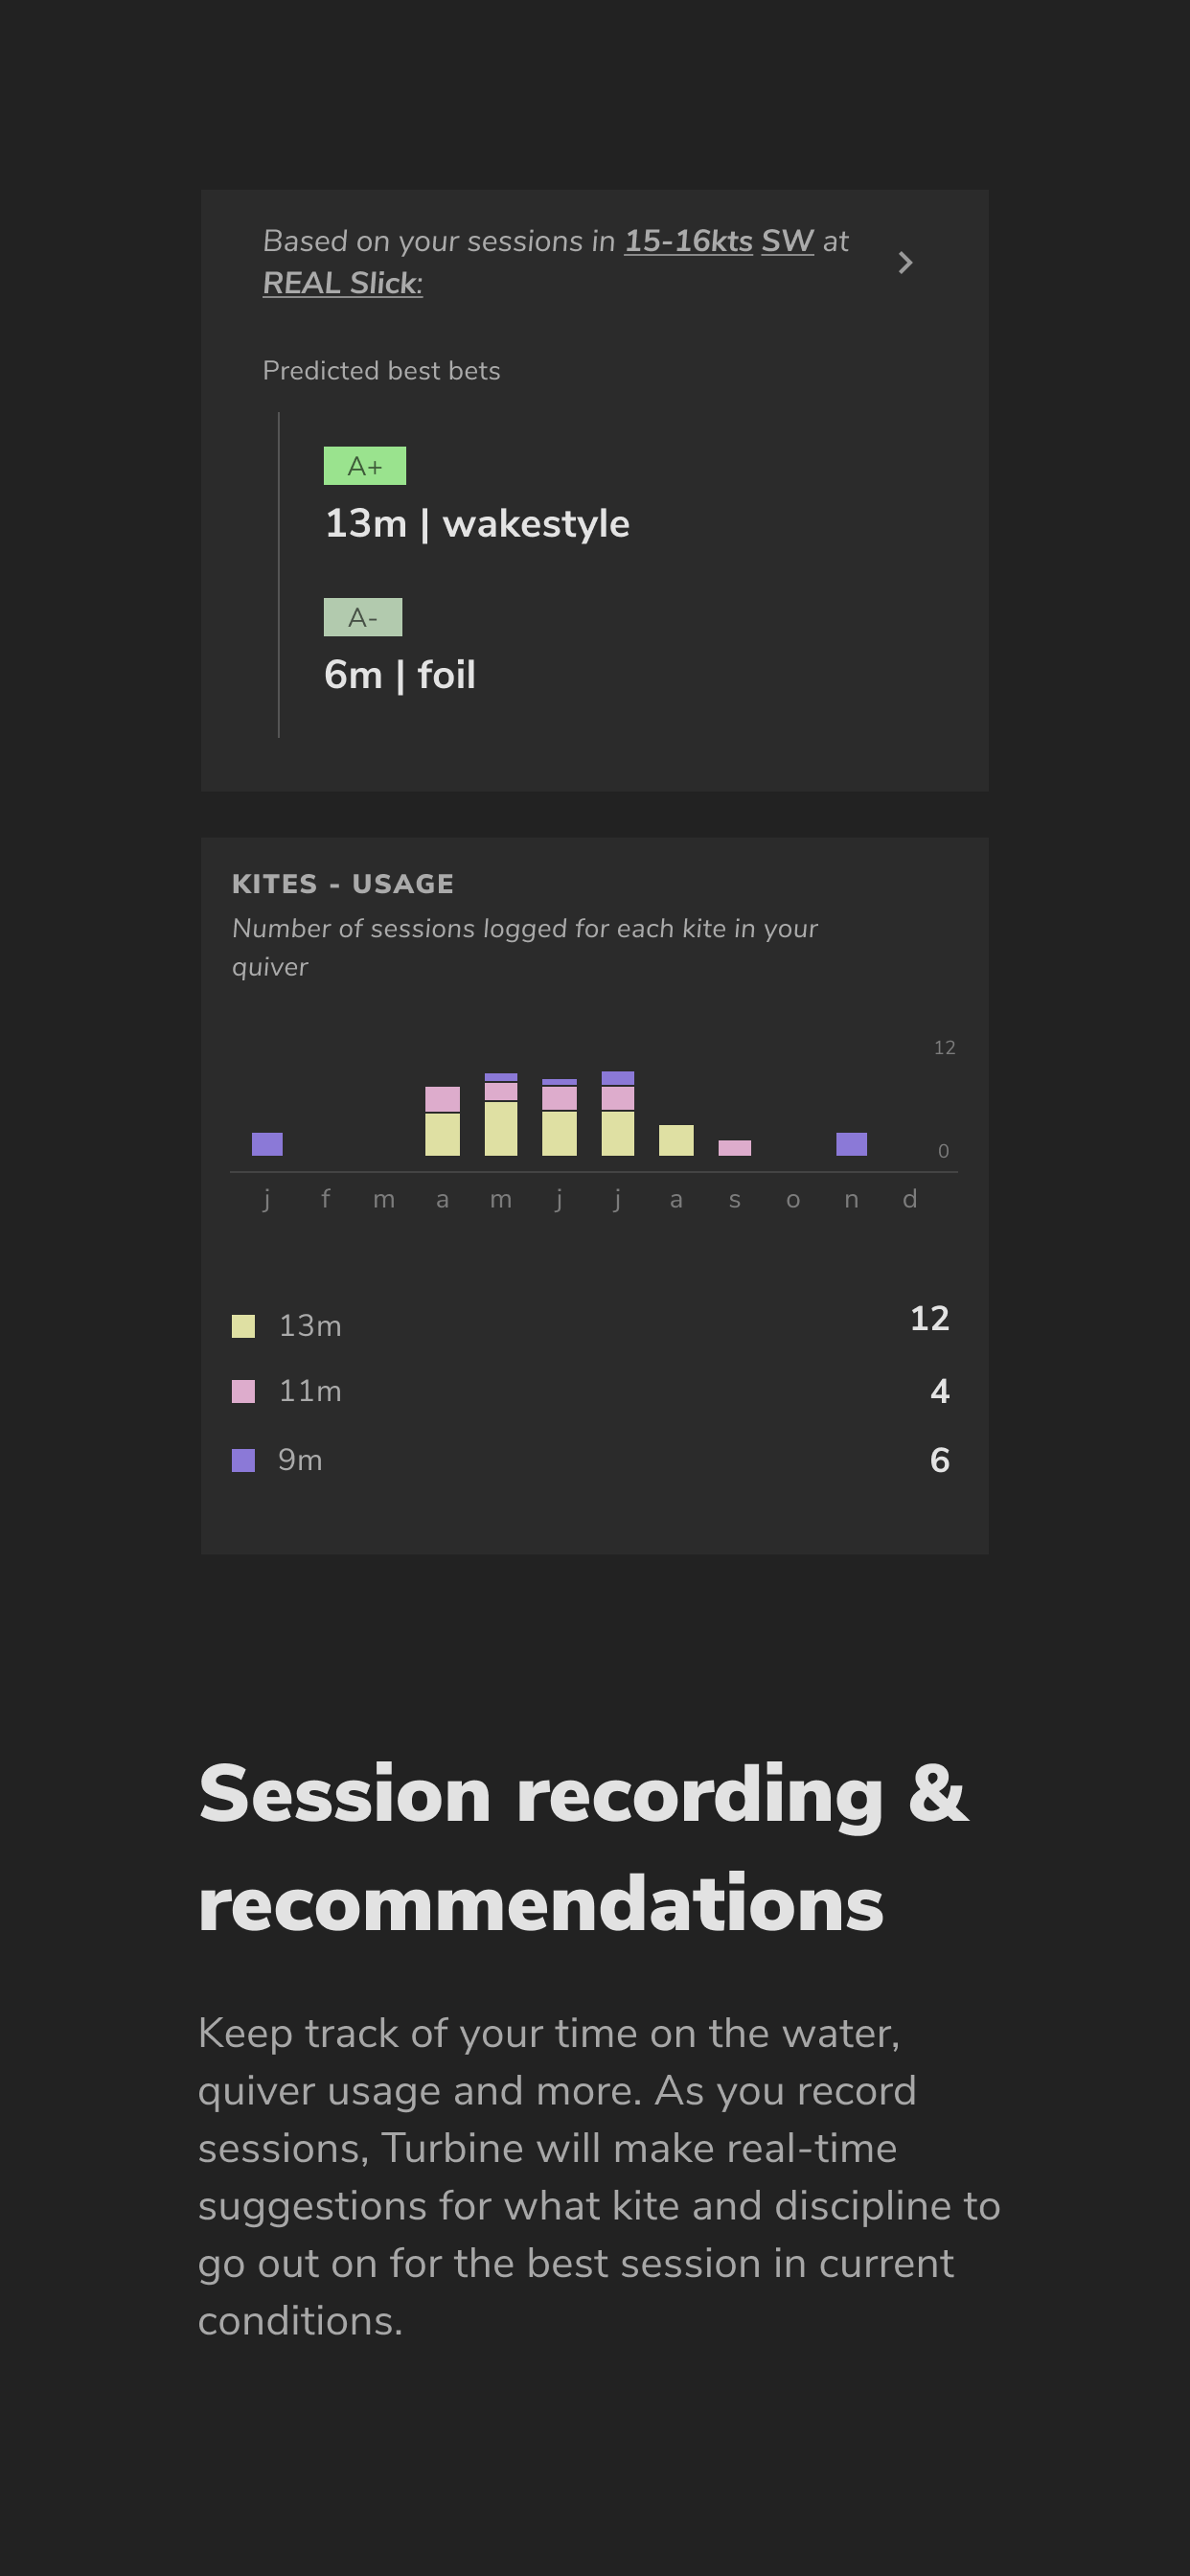 Based on your sessions in 15-16kts SW at
REAL Slick:
Predicted best bets
A+
13m | wakestyle
A-
6m | foil
KITES - USAGE
Number of sessions logged for each kite in your
quiver
12
0
j f m a m j j a s o n d
13m 12
11m 4
9m 6
Session recording &
recommendations
Keep track of your time on the water,
quiver usage and more. As you record
sessions, Turbine will make real-time
suggestions for what kite and discipline to
go out on for the best session in current
conditions.